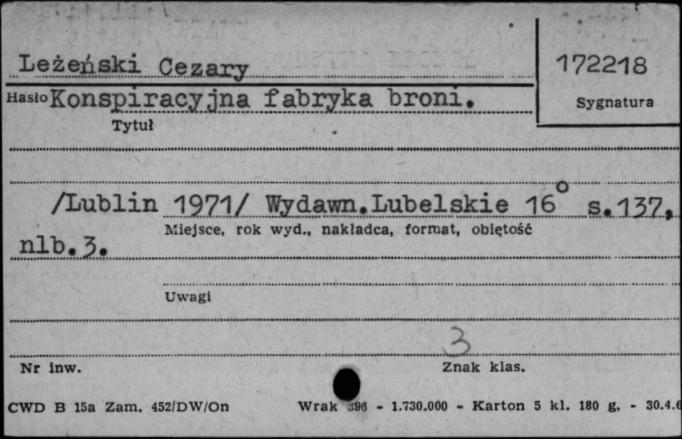 Leżeński Cezary
172218
Hasło Konspiracyjna fabryka broni.
Sygnatura
Tytuł
/Lublin 1971/ Wydawn.Lubelskie 16° s.137,
Miejsce, rok wyd., nakładca, format, objętość
nlb.3.
Uwagi
3
Nr inw.
Znak klas.
CWD B 15a Zam. 452/DW/On Wrak 396 - 1.730.000 - Karton 5 kl. 180 g. - 30.4.6